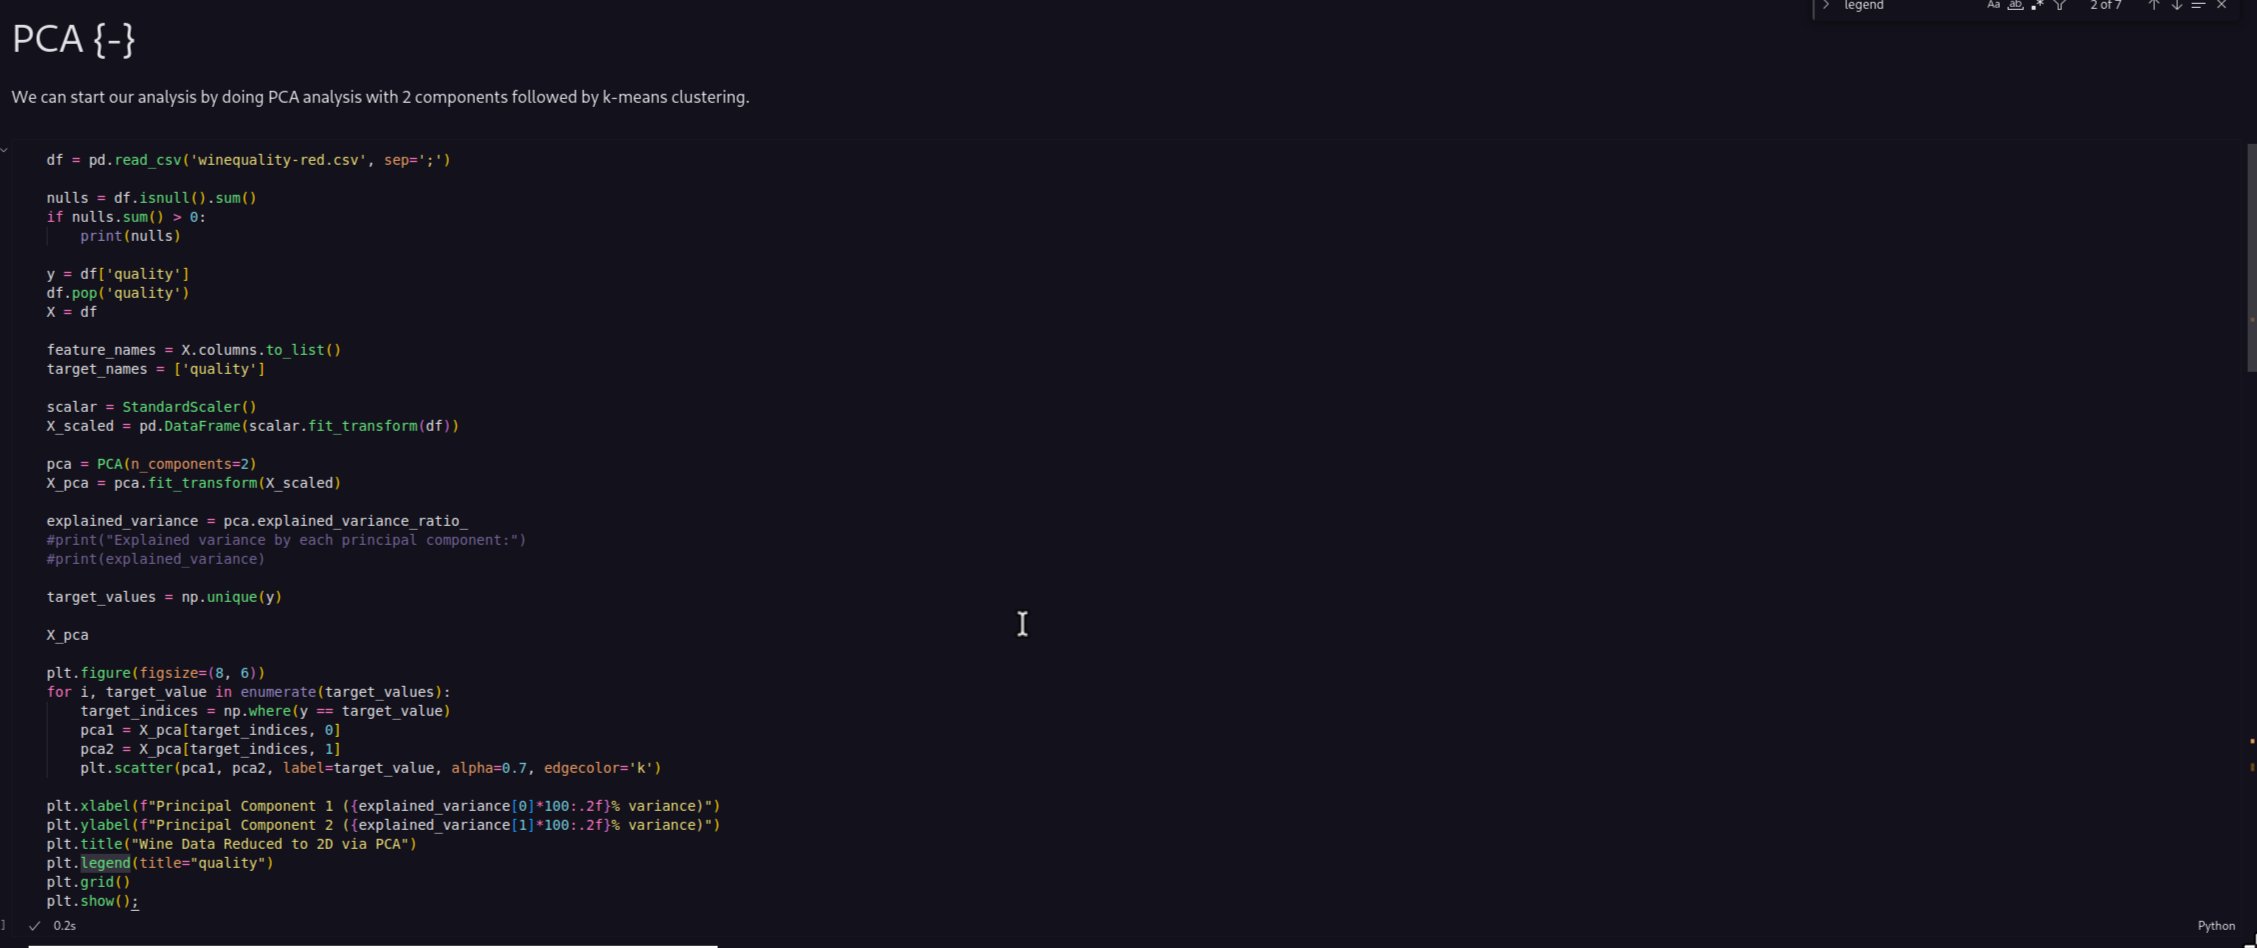 legend Aa ab .* 2 of 7
PCA {-}
We can start our analysis by doing PCA analysis with 2 components followed by k-means clustering.
df = pd.read_csv('winequality-red.csv', sep=';')
nulls = df.isnull().sum()
if nulls.sum() > 0:
    print(nulls)
y = df['quality']
df.pop('quality')
X = df
feature_names = X.columns.to_list()
target_names = ['quality']
scalar = StandardScaler()
X_scaled = pd.DataFrame(scalar.fit_transform(df))
pca = PCA(n_components=2)
X_pca = pca.fit_transform(X_scaled)
explained_variance = pca.explained_variance_ratio_
#print("Explained variance by each principal component:")
#print(explained_variance)
target_values = np.unique(y)
X_pca
plt.figure(figsize=(8, 6))
for i, target_value in enumerate(target_values):
    target_indices = np.where(y == target_value)
    pca1 = X_pca[target_indices, 0]
    pca2 = X_pca[target_indices, 1]
    plt.scatter(pca1, pca2, label=target_value, alpha=0.7, edgecolor='k')
plt.xlabel(f"Principal Component 1 ({explained_variance[0]*100:.2f}% variance)")
plt.ylabel(f"Principal Component 2 ({explained_variance[1]*100:.2f}% variance)")
plt.title("Wine Data Reduced to 2D via PCA")
plt.legend(title="quality")
plt.grid()
plt.show();
] 0.2s Python